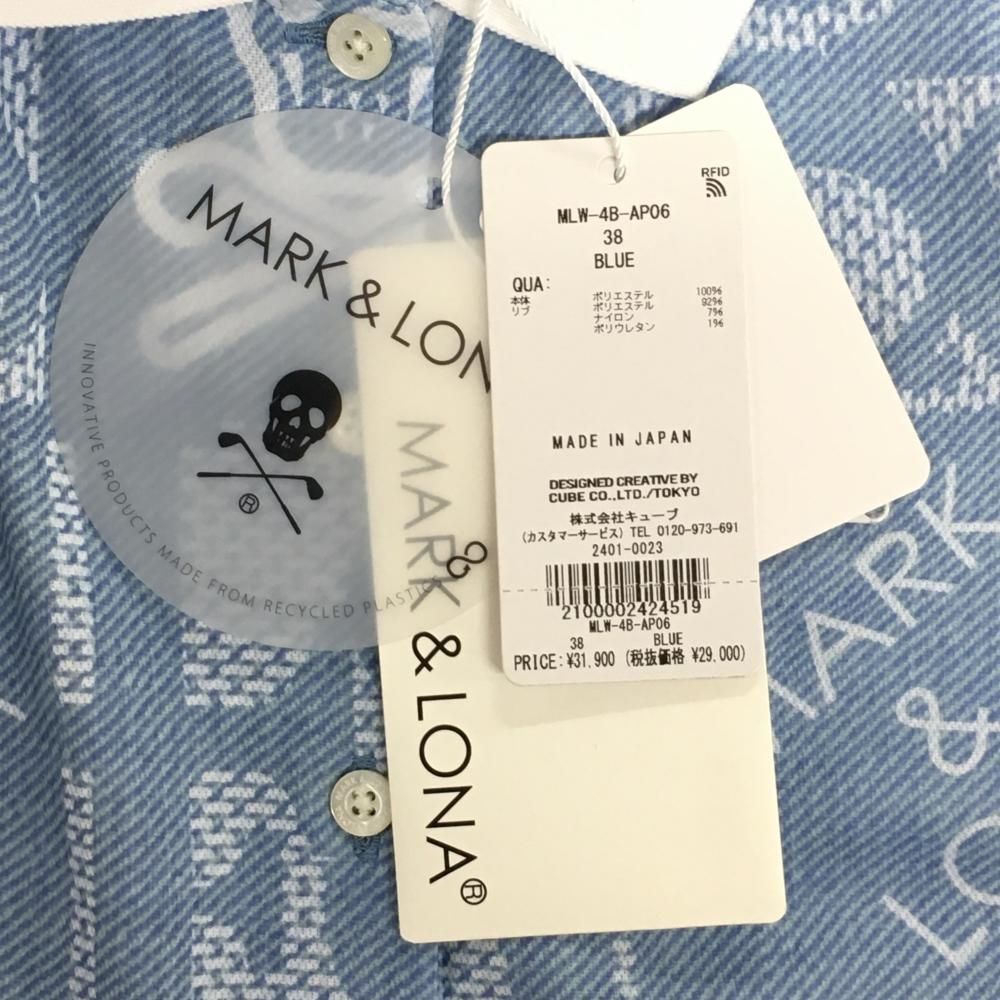 MARK & LON
INNOVATIVE PRODUCTS MADE FROM RECYCLED PLASTIC
®
MARK & LONA®
RFID
MLW-4B-AP06
38
BLUE
QUA:
本体 ポリエステル 100%
リブ ポリエステル 92%
ナイロン 7%
ポリウレタン 1%
MADE IN JAPAN
DESIGNED CREATIVE BY
CUBE CO.,LTD./TOKYO
株式会社キューブ
(カスタマーサービス) TEL 0120-973-691
2401-0023
2100002424519
MLW-4B-AP06
38 BLUE
PRICE:¥31,900 (税抜価格 ¥29,000)
MARK
&
LO